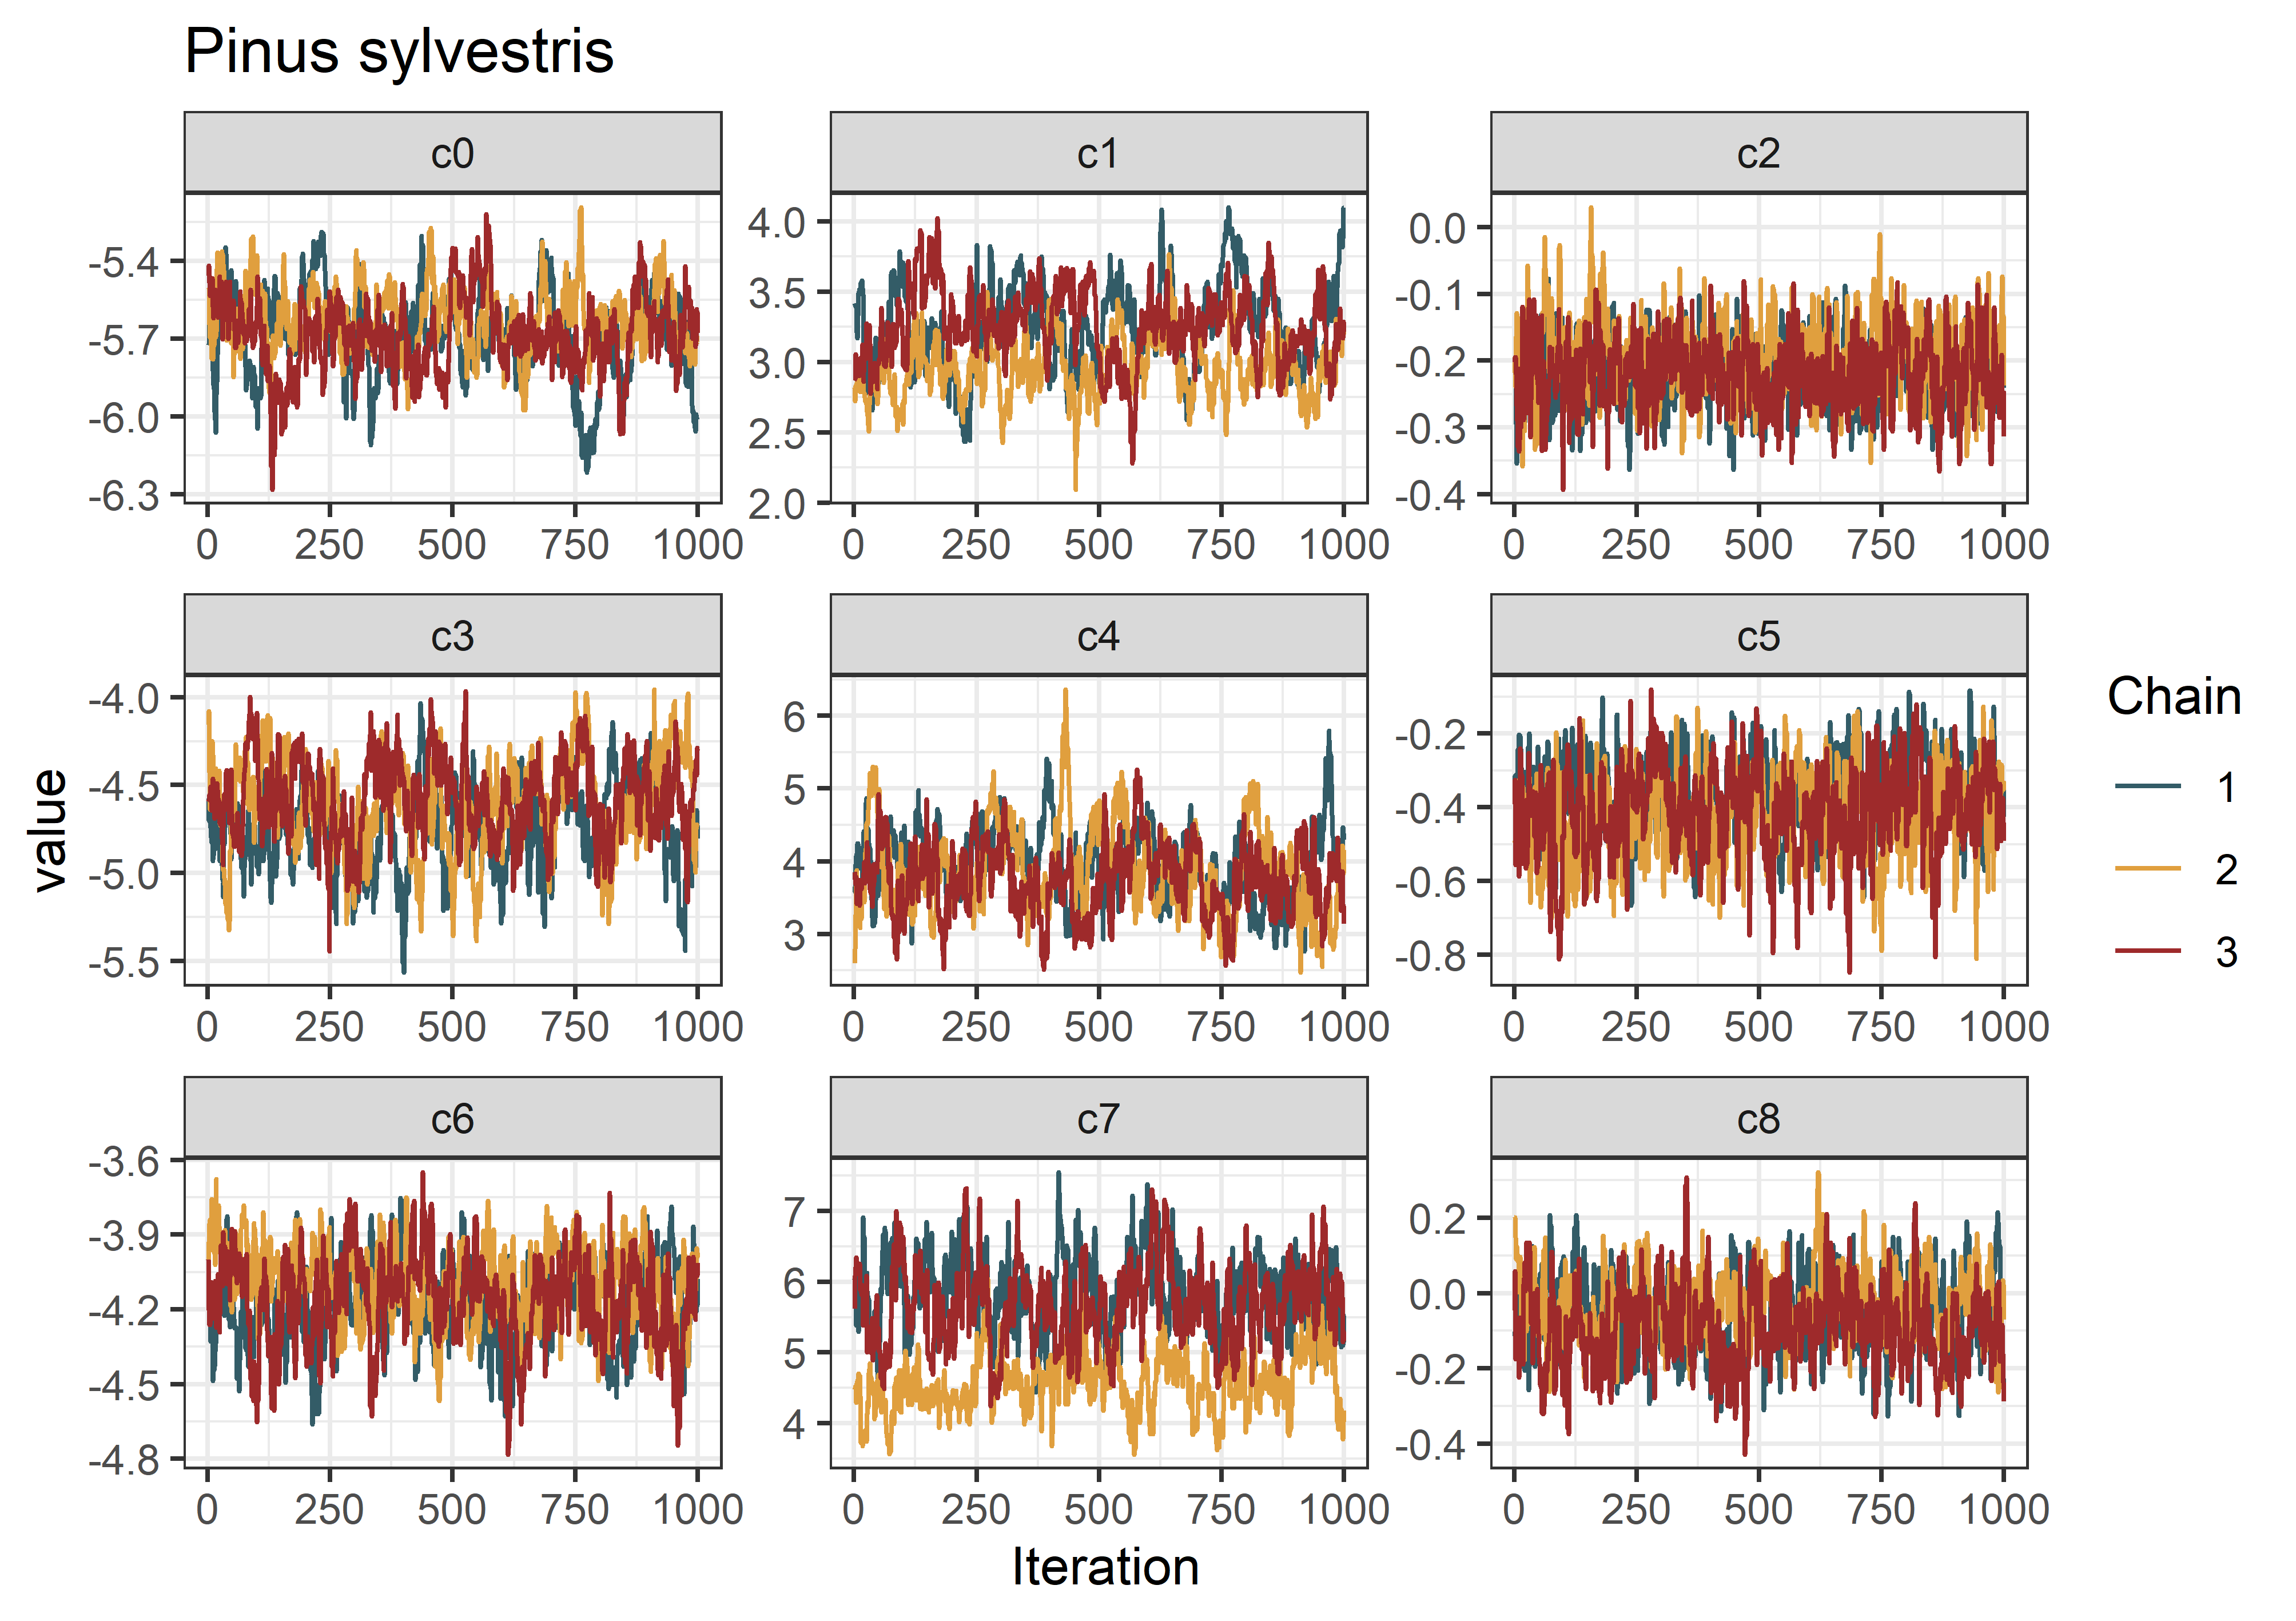 Pinus sylvestris
c0 c1 c2
-5.4 -5.7 -6.0 -6.3
4.0 3.5 3.0 2.5 2.0
0.0 -0.1 -0.2 -0.3 -0.4
0 250 500 750 1000 0 250 500 750 1000 0 250 500 750 1000
c3 c4 c5
-4.0 -4.5 -5.0 -5.5
6 5 4 3
-0.2 -0.4 -0.6 -0.8
0 250 500 750 1000 0 250 500 750 1000 0 250 500 750 1000
c6 c7 c8
-3.6 -3.9 -4.2 -4.5 -4.8
7 6 5 4
0.2 0.0 -0.2 -0.4
0 250 500 750 1000 0 250 500 750 1000 0 250 500 750 1000
value
Iteration
Chain
1
2
3